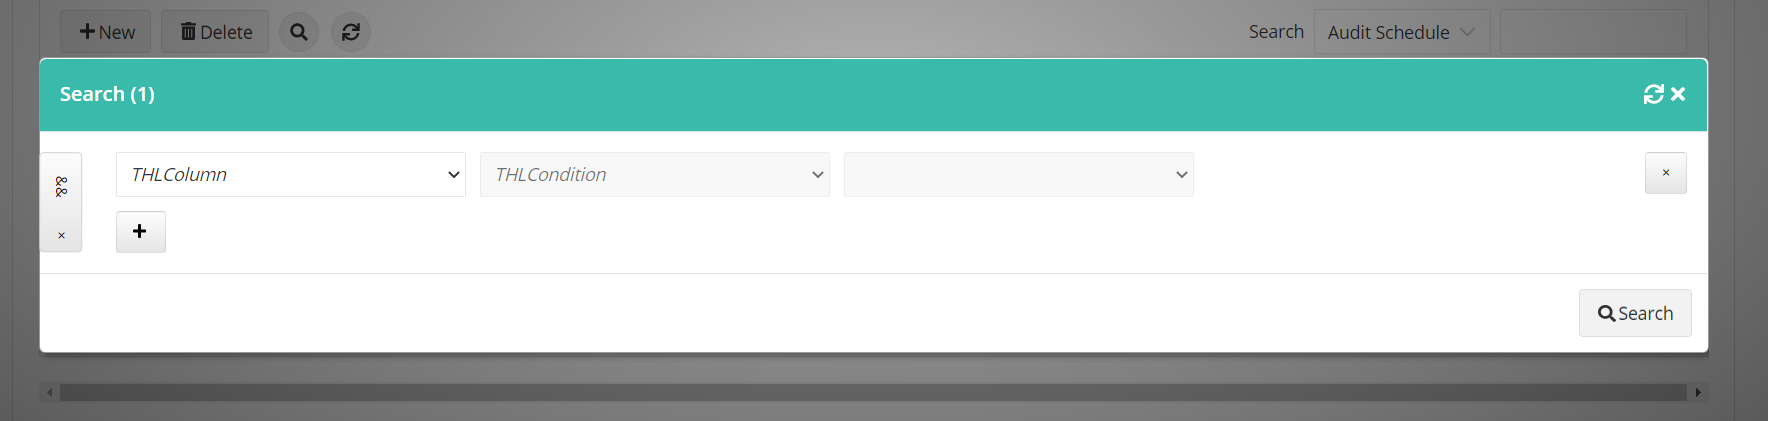 New Delete Search Audit Schedule
Search (1)
&& THLColumn THLCondition
Search